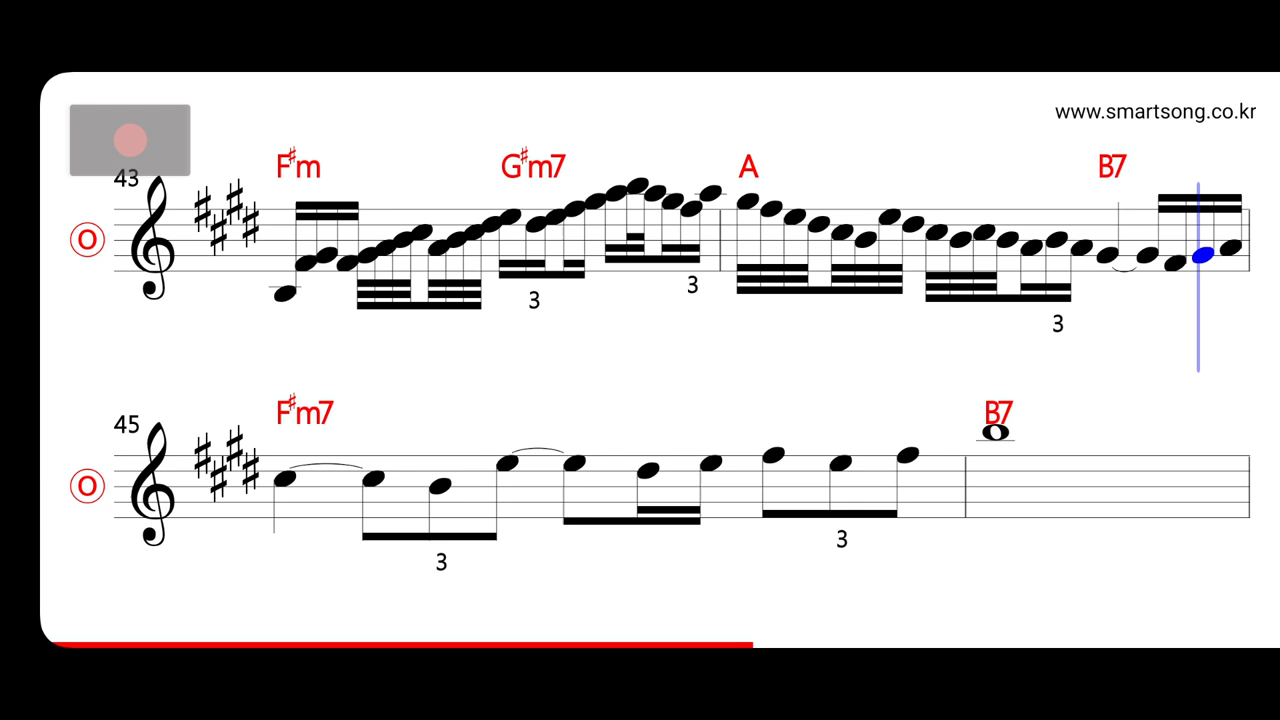 www.smartsong.co.kr
43
F♯m G♯m7 A B7
O
3 3 3
45
F♯m7 B7
O
3 3